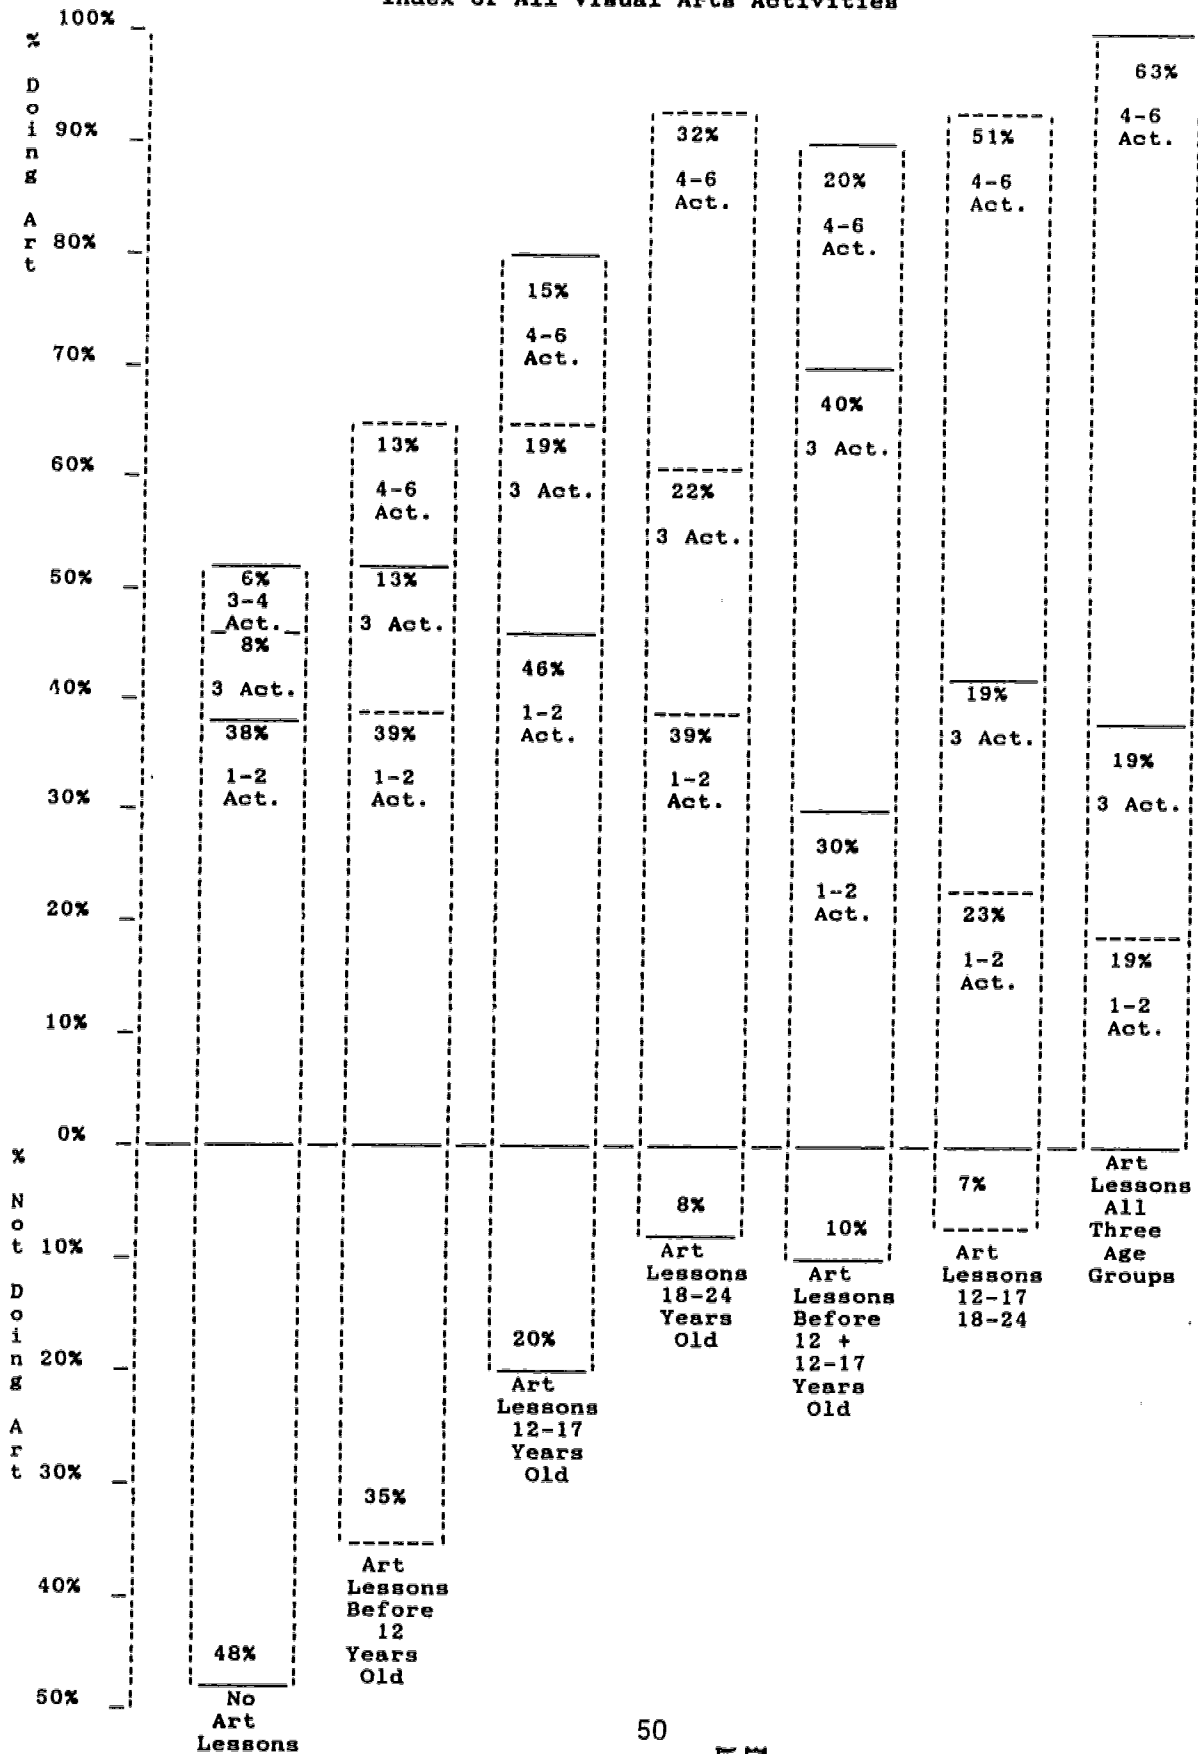 Index of All Visual Arts Activities
100%
% Doing Art
90%
80%
70%
60%
50%
40%
30%
20%
10%
0%
% Not Doing Art
10%
20%
30%
40%
50%
6%
3-4
Act.
8%
3 Act.
38%
1-2
Act.
48%
No
Art
Lessons
13%
4-6
Act.
13%
3 Act.
39%
1-2
Act.
35%
Art
Lessons
Before
12
Years
Old
15%
4-6
Act.
19%
3 Act.
46%
1-2
Act.
20%
Art
Lessons
12-17
Years
Old
32%
4-6
Act.
22%
3 Act.
39%
1-2
Act.
8%
Art
Lessons
18-24
Years
Old
20%
4-6
Act.
40%
3 Act.
30%
1-2
Act.
10%
Art
Lessons
Before
12 +
12-17
Years
Old
51%
4-6
Act.
19%
3 Act.
23%
1-2
Act.
7%
Art
Lessons
12-17
18-24
63%
4-6
Act.
19%
3 Act.
19%
1-2
Act.
Art
Lessons
All
Three
Age
Groups
50